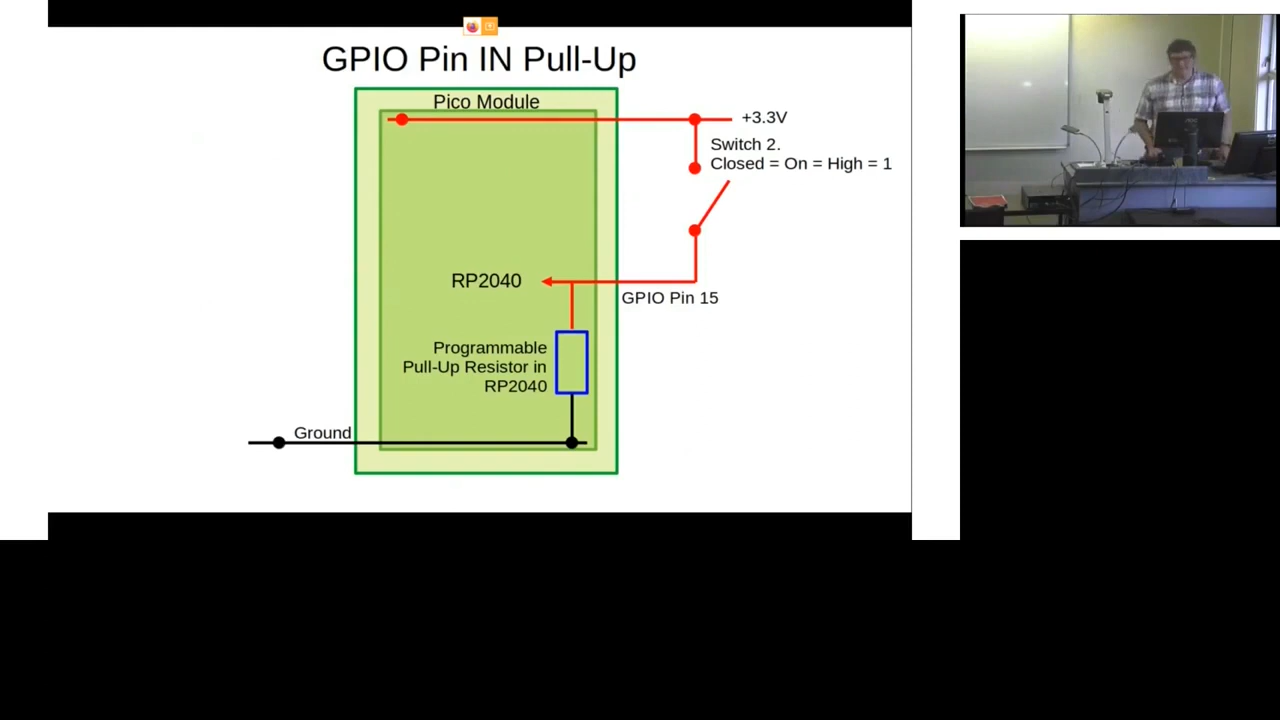 GPIO Pin IN Pull-Up
Pico Module
+3.3V
Switch 2.
Closed = On = High = 1
RP2040
GPIO Pin 15
Programmable
Pull-Up Resistor in
RP2040
Ground